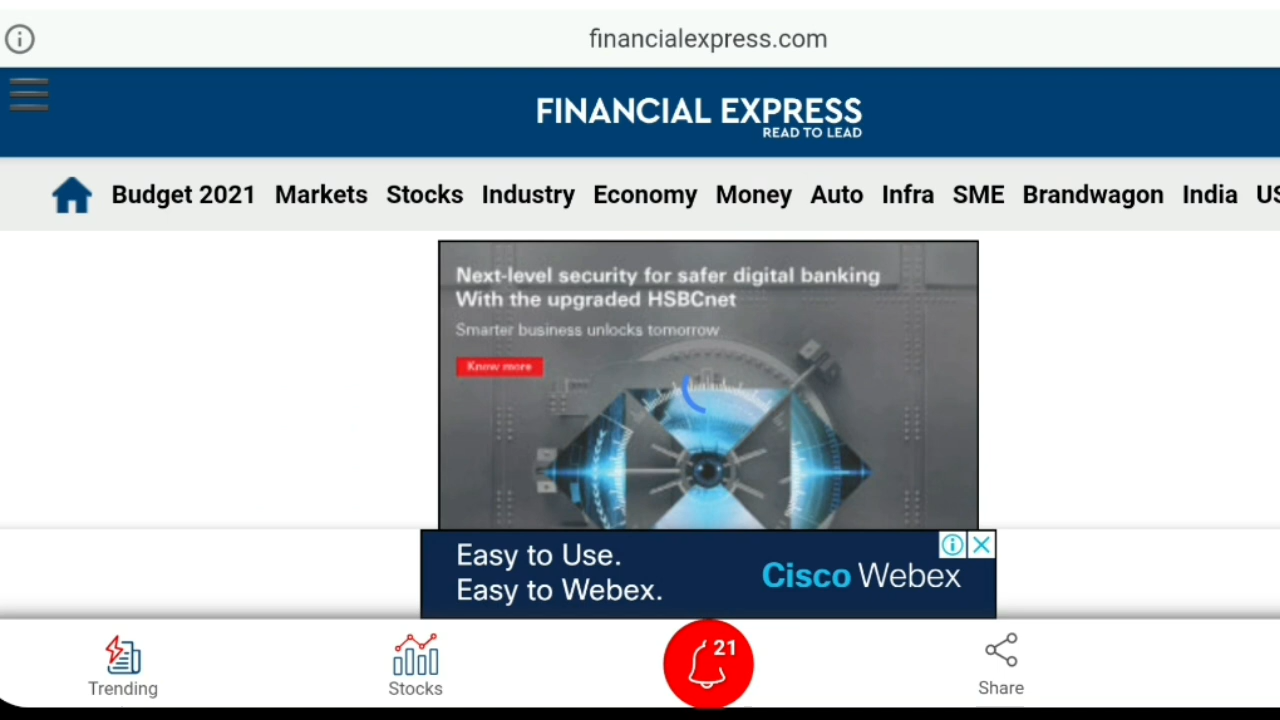 financialexpress.com
FINANCIAL EXPRESS
READ TO LEAD
Budget 2021 Markets Stocks Industry Economy Money Auto Infra SME Brandwagon India US
Next-level security for safer digital banking
With the upgraded HSBCnet
Smarter business unlocks tomorrow
Know more
Easy to Use.
Easy to Webex.
Cisco Webex
21
Trending Stocks Share